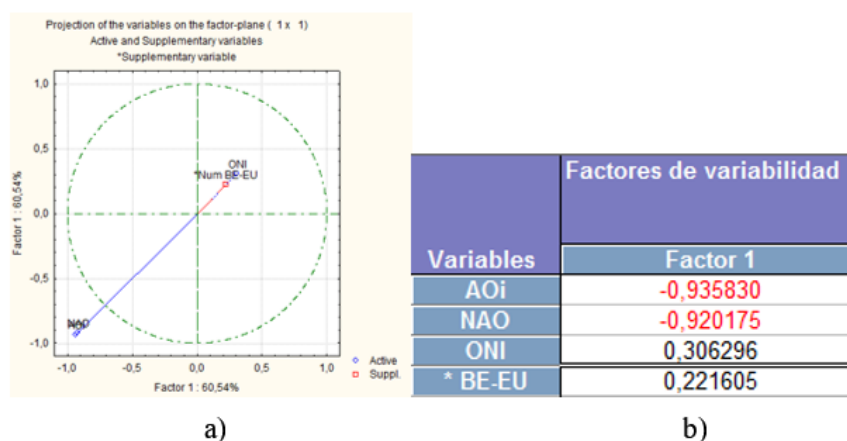 Projection of the variables on the factor-plane ( 1 x 1)
Active and Supplementary variables
*Supplementary variable
1,0
0,5
0,0
-0,5
-1,0
Factor 1 : 60,54%
ONI
*Num BE-EU
NAO
-1,0 -0,5 0,0 0,5 1,0
Factor 1 : 60,54%
Active
Suppl.
a)
Factores de variabilidad
Variables Factor 1
AOi -0,935830
NAO -0,920175
ONI 0,306296
* BE-EU 0,221605
b)